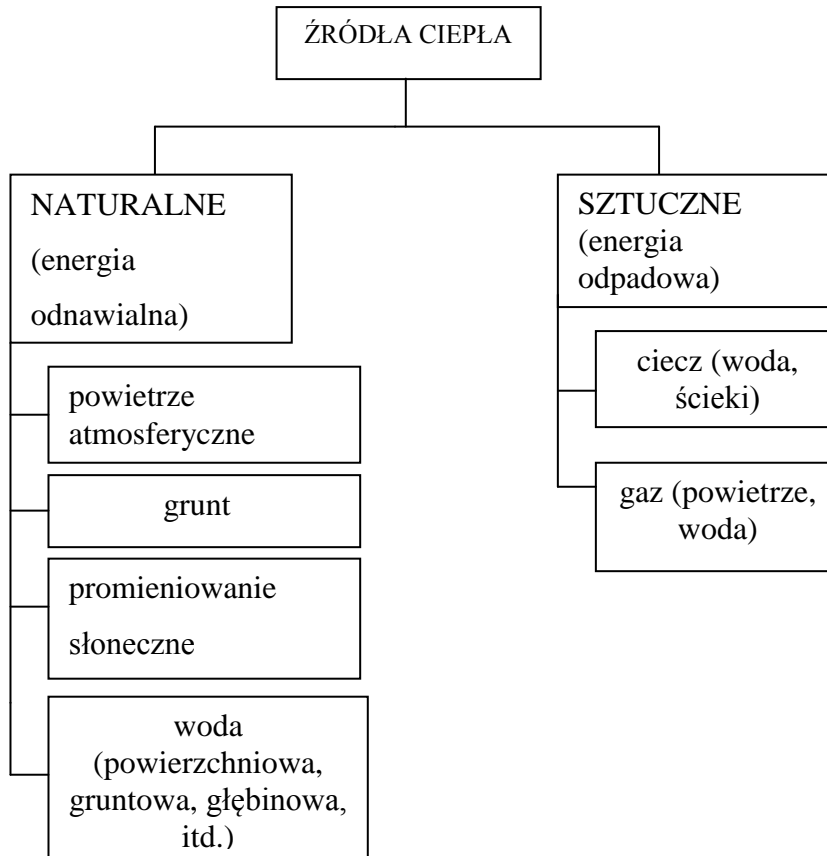 ŹRÓDŁA CIEPŁA
NATURALNE
(energia
odnawialna)
powietrze
atmosferyczne
grunt
promieniowanie
słoneczne
woda
(powierzchniowa,
gruntowa, głębinowa,
itd.)
SZTUCZNE
(energia
odpadowa)
ciecz (woda,
ścieki)
gaz (powietrze,
woda)